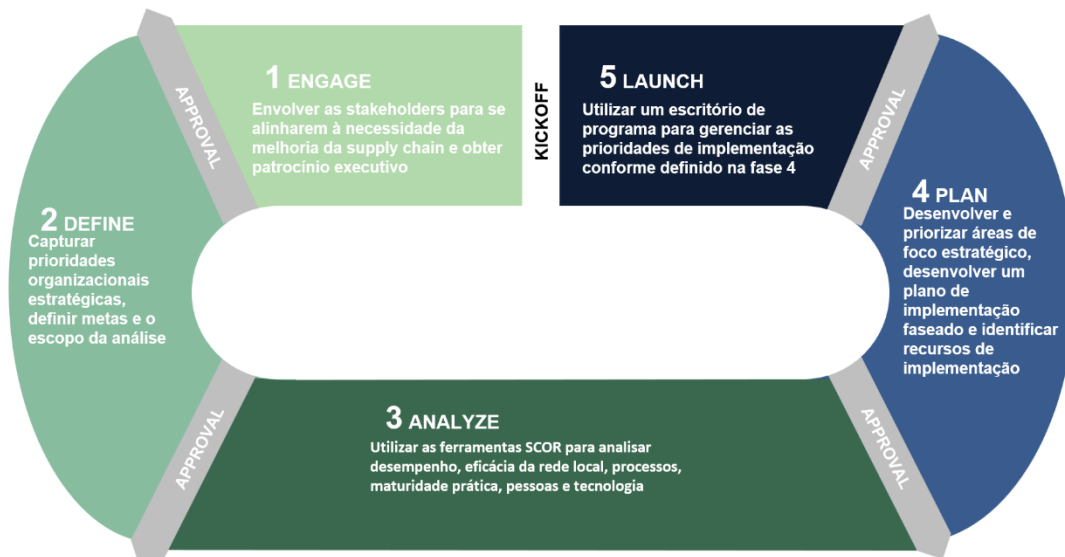 1 ENGAGE
Envolver as stakeholders para se
alinharem à necessidade da
melhoria da supply chain e obter
patrocínio executivo
APPROVAL
2 DEFINE
Capturar
prioridades
organizacionais
estratégicas,
definir metas e o
escopo da análise
APPROVAL
3 ANALYZE
Utilizar as ferramentas SCOR para analisar
desempenho, eficácia da rede local, processos,
maturidade prática, pessoas e tecnologia
APPROVAL
4 PLAN
Desenvolver e
priorizar áreas de
foco estratégico,
desenvolver um
plano de
implementação
faseado e identificar
recursos de
implementação
APPROVAL
5 LAUNCH
Utilizar um escritório de
programa para gerenciar as
prioridades de implementação
conforme definido na fase 4
KICKOFF